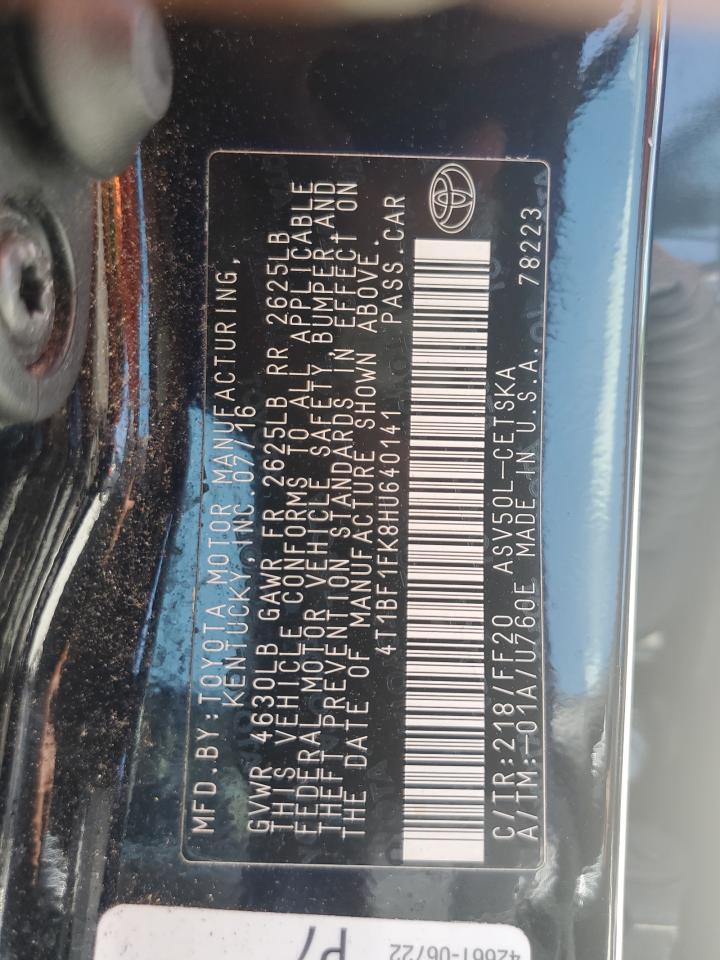 MFD.BY:TOYOTA MOTOR MANUFACTURING,
KENTUCKY,INC.07/16
GVWR 4630LB GAWR FR 2625LB RR 2625LB
THIS VEHICLE CONFORMS TO ALL APPLICABLE
FEDERAL MOTOR VEHICLE SAFETY,BUMPER,AND
THEFT PREVENTION STANDARDS IN EFFECT ON
THE DATE OF MANUFACTURE SHOWN ABOVE.
4T1BF1FK8HU640141 PASS.CAR
C/TR:218/FF20 ASV50L-CETSKA 78223
A/TM:-01A/U760E MADE IN U.S.A.
P7
42661-06722